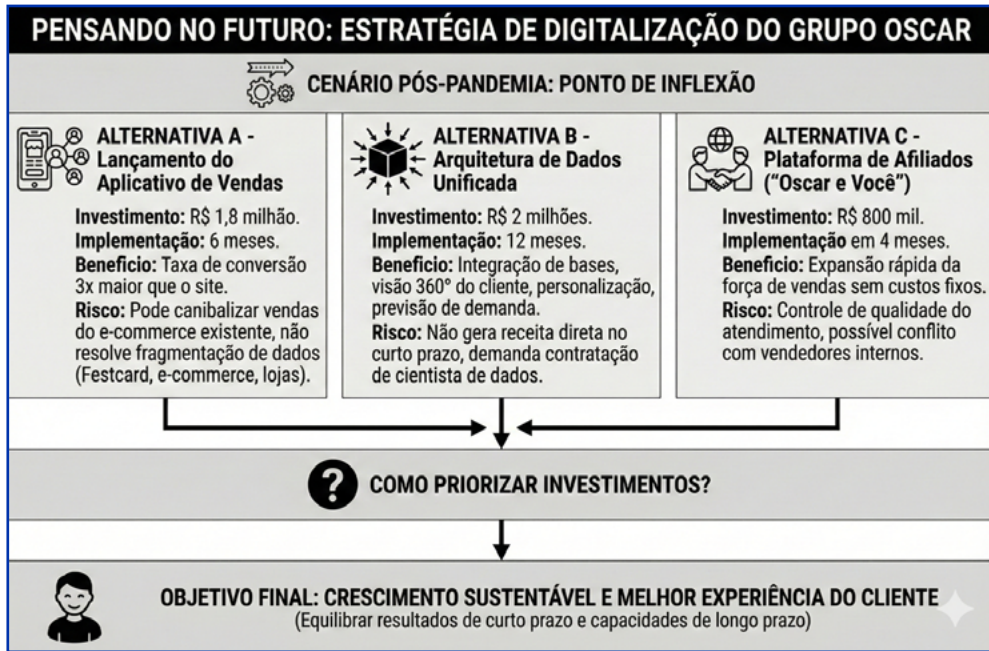 PENSANDO NO FUTURO: ESTRATÉGIA DE DIGITALIZAÇÃO DO GRUPO OSCAR
CENÁRIO PÓS-PANDEMIA: PONTO DE INFLEXÃO
ALTERNATIVA A -
Lançamento do
Aplicativo de Vendas
Investimento: R$ 1,8 milhão.
Implementação: 6 meses.
Beneficio: Taxa de conversão
3x maior que o site.
Risco: Pode canibalizar vendas
do e-commerce existente, não
resolve fragmentação de dados
(Festcard, e-commerce, lojas).
ALTERNATIVA B -
Arquitetura de Dados
Unificada
Investimento: R$ 2 milhões.
Implementação: 12 meses.
Beneficio: Integração de bases,
visão 360° do cliente, personalização,
previsão de demanda.
Risco: Não gera receita direta no
curto prazo, demanda contratação
de cientista de dados.
ALTERNATIVA C -
Plataforma de Afiliados
(“Oscar e Você”)
Investimento: R$ 800 mil.
Implementação em 4 meses.
Beneficio: Expansão rápida da
força de vendas sem custos fixos.
Risco: Controle de qualidade do
atendimento, possível conflito
com vendedores internos.
? COMO PRIORIZAR INVESTIMENTOS?
OBJETIVO FINAL: CRESCIMENTO SUSTENTÁVEL E MELHOR EXPERIÊNCIA DO CLIENTE
(Equilibrar resultados de curto prazo e capacidades de longo prazo)